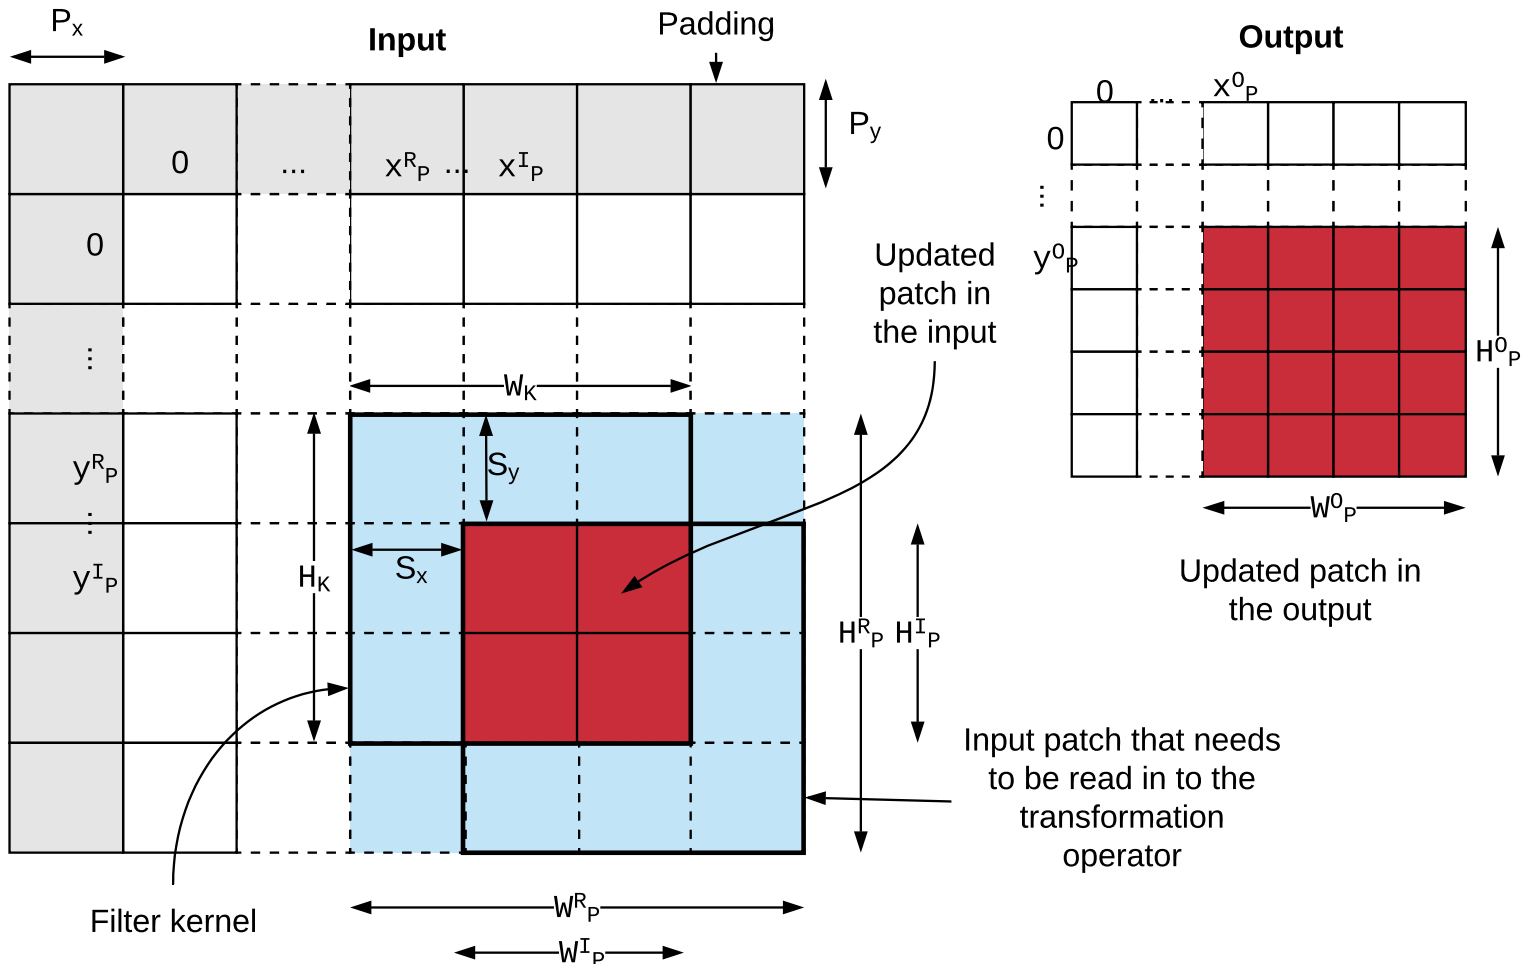 Px
Input
Padding
Output
Py
0 ... xRP ... xIP
0
...
yRP
...
yIP
WK
Sy
Sx
HK
Updated
patch in
the input
HRP HIP
Filter kernel
WRP
WIP
Input patch that needs
to be read in to the
transformation
operator
0 ... xOP
0
...
yOP
HOP
WOP
Updated patch in
the output